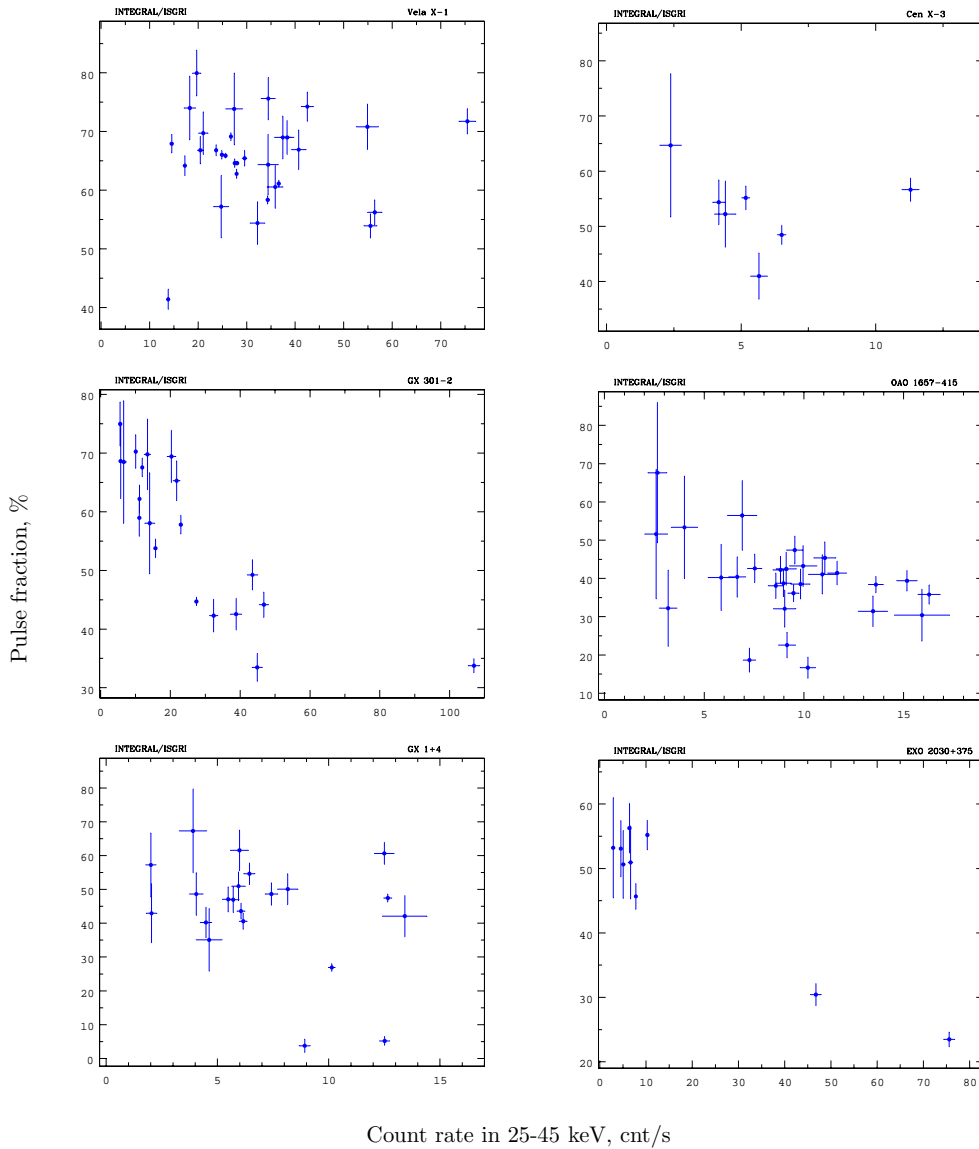 INTEGRAL/ISGRI Vela X-1
80
70
60
50
40
0 10 20 30 40 50 60 70
INTEGRAL/ISGRI Cen X-3
80
70
60
50
40
0 5 10
INTEGRAL/ISGRI GX 301-2
80
70
60
50
40
30
0 20 40 60 80 100
INTEGRAL/ISGRI OAO 1657-415
80
70
60
50
40
30
20
10
0 5 10 15
INTEGRAL/ISGRI GX 1+4
80
70
60
50
40
30
20
10
0
0 5 10 15
INTEGRAL/ISGRI EXO 2030+375
60
50
40
30
20
0 10 20 30 40 50 60 70 80
Pulse fraction, %
Count rate in 25-45 keV, cnt/s